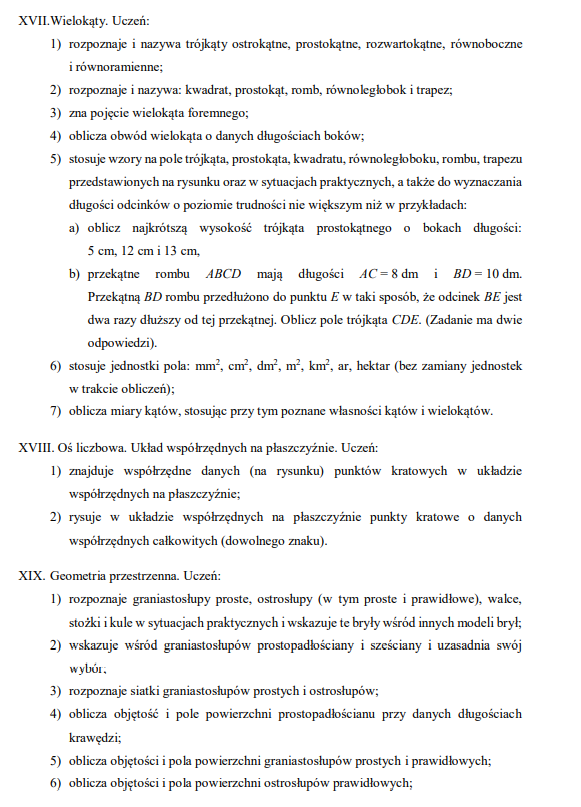 XVII.Wielokąty. Uczeń:
1) rozpoznaje i nazywa trójkąty ostrokątne, prostokątne, rozwartokątne, równoboczne
i równoramienne;
2) rozpoznaje i nazywa: kwadrat, prostokąt, romb, równoległobok i trapez;
3) zna pojęcie wielokąta foremnego;
4) oblicza obwód wielokąta o danych długościach boków;
5) stosuje wzory na pole trójkąta, prostokąta, kwadratu, równoległoboku, rombu, trapezu
przedstawionych na rysunku oraz w sytuacjach praktycznych, a także do wyznaczania
długości odcinków o poziomie trudności nie większym niż w przykładach:
a) oblicz najkrótszą wysokość trójkąta prostokątnego o bokach długości:
5 cm, 12 cm i 13 cm,
b) przekątne rombu ABCD mają długości AC = 8 dm i BD = 10 dm.
Przekątną BD rombu przedłużono do punktu E w taki sposób, że odcinek BE jest
dwa razy dłuższy od tej przekątnej. Oblicz pole trójkąta CDE. (Zadanie ma dwie
odpowiedzi).
6) stosuje jednostki pola: mm², cm², dm², m², km², ar, hektar (bez zamiany jednostek
w trakcie obliczeń);
7) oblicza miary kątów, stosując przy tym poznane własności kątów i wielokątów.
XVIII. Oś liczbowa. Układ współrzędnych na płaszczyźnie. Uczeń:
1) znajduje współrzędne danych (na rysunku) punktów kratowych w układzie
współrzędnych na płaszczyźnie;
2) rysuje w układzie współrzędnych na płaszczyźnie punkty kratowe o danych
współrzędnych całkowitych (dowolnego znaku).
XIX. Geometria przestrzenna. Uczeń:
1) rozpoznaje graniastosłupy proste, ostrosłupy (w tym proste i prawidłowe), walce,
stożki i kule w sytuacjach praktycznych i wskazuje te bryły wśród innych modeli brył;
2) wskazuje wśród graniastosłupów prostopadłościany i sześciany i uzasadnia swój
wybór;
3) rozpoznaje siatki graniastosłupów prostych i ostrosłupów;
4) oblicza objętość i pole powierzchni prostopadłościanu przy danych długościach
krawędzi;
5) oblicza objętości i pola powierzchni graniastosłupów prostych i prawidłowych;
6) oblicza objętości i pola powierzchni ostrosłupów prawidłowych;